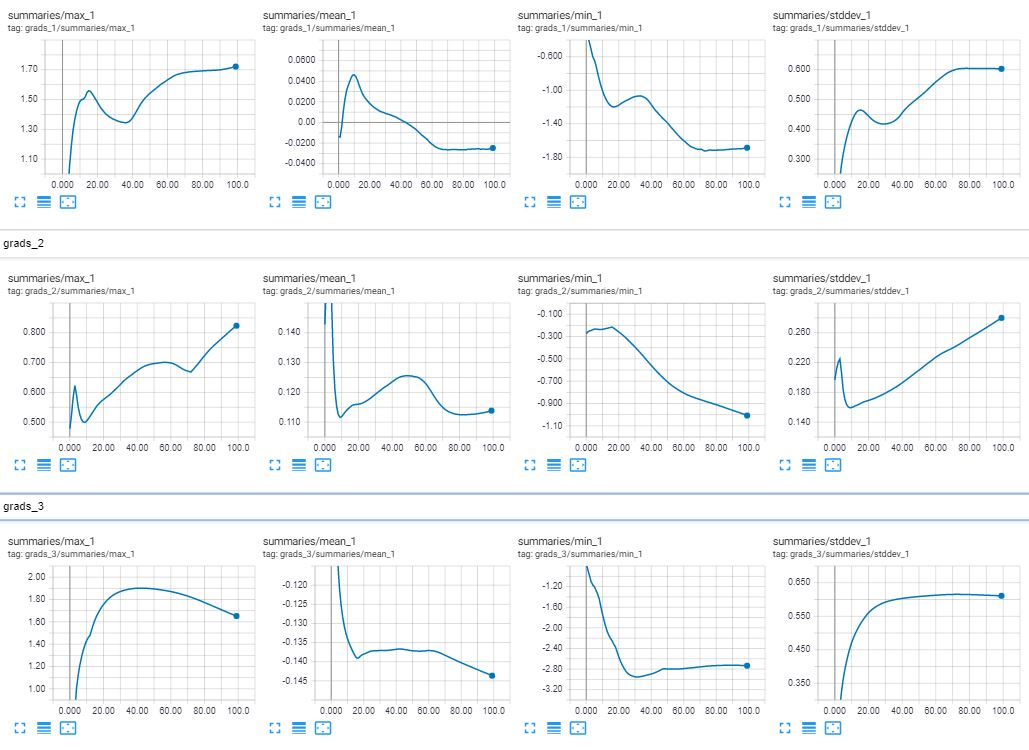 summaries/max_1
tag: grads_1/summaries/max_1
1.70
1.50
1.30
1.10
0.000 20.00 40.00 60.00 80.00 100.0
summaries/mean_1
tag: grads_1/summaries/mean_1
0.0600
0.0400
0.0200
0.00
-0.0200
-0.0400
0.000 20.00 40.00 60.00 80.00 100.0
summaries/min_1
tag: grads_1/summaries/min_1
-0.600
-1.00
-1.40
-1.80
0.000 20.00 40.00 60.00 80.00 100.0
summaries/stddev_1
tag: grads_1/summaries/stddev_1
0.600
0.500
0.400
0.300
0.000 20.00 40.00 60.00 80.00 100.0
grads_2
summaries/max_1
tag: grads_2/summaries/max_1
0.800
0.700
0.600
0.500
0.000 20.00 40.00 60.00 80.00 100.0
summaries/mean_1
tag: grads_2/summaries/mean_1
0.140
0.130
0.120
0.110
0.000 20.00 40.00 60.00 80.00 100.0
summaries/min_1
tag: grads_2/summaries/min_1
-0.100
-0.300
-0.500
-0.700
-0.900
-1.10
0.000 20.00 40.00 60.00 80.00 100.0
summaries/stddev_1
tag: grads_2/summaries/stddev_1
0.260
0.220
0.180
0.140
0.000 20.00 40.00 60.00 80.00 100.0
grads_3
summaries/max_1
tag: grads_3/summaries/max_1
2.00
1.80
1.60
1.40
1.20
1.00
0.000 20.00 40.00 60.00 80.00 100.0
summaries/mean_1
tag: grads_3/summaries/mean_1
-0.120
-0.125
-0.130
-0.135
-0.140
-0.145
0.000 20.00 40.00 60.00 80.00 100.0
summaries/min_1
tag: grads_3/summaries/min_1
-1.20
-1.60
-2.00
-2.40
-2.80
-3.20
0.000 20.00 40.00 60.00 80.00 100.0
summaries/stddev_1
tag: grads_3/summaries/stddev_1
0.650
0.550
0.450
0.350
0.000 20.00 40.00 60.00 80.00 100.0